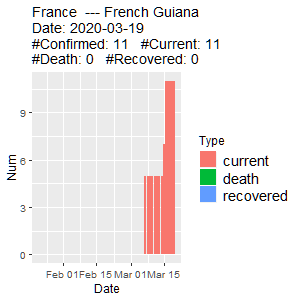 France  --- French Guiana
Date: 2020-03-19
#Confirmed: 11   #Current: 11
#Death: 0   #Recovered: 0
Num
9
6
3
0
Feb 01 Feb 15 Mar 01 Mar 15
Date
Type
current
death
recovered